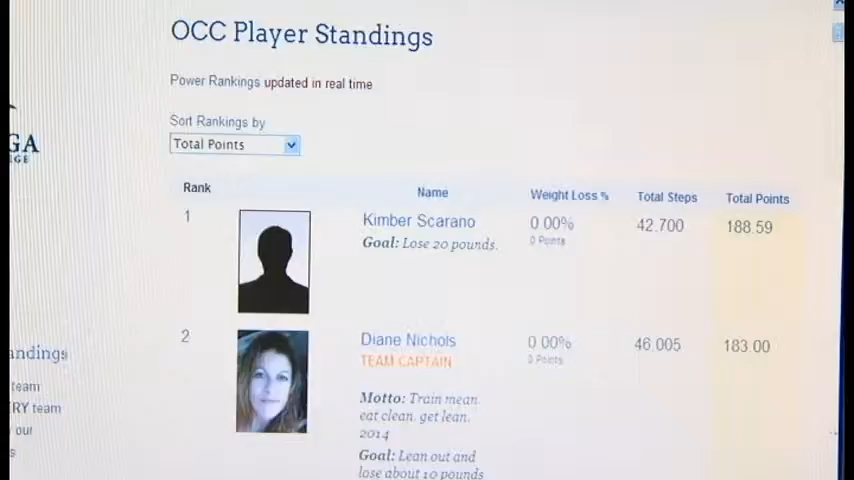 OCC Player Standings
Power Rankings updated in real time
Sort Rankings by
Total Points
Rank Name Weight Loss % Total Steps Total Points
1 Kimber Scarano 0.00% 42,700 188.59
Goal: Lose 20 pounds. 0 Points
2 Diane Nichols 0.00% 46,005 183.00
TEAM CAPTAIN 0 Points
Motto: Train mean,
eat clean, get lean,
2014
Goal: Lean out and
lose about 10 pounds
GA
GE
andings
team
RY team
our
s